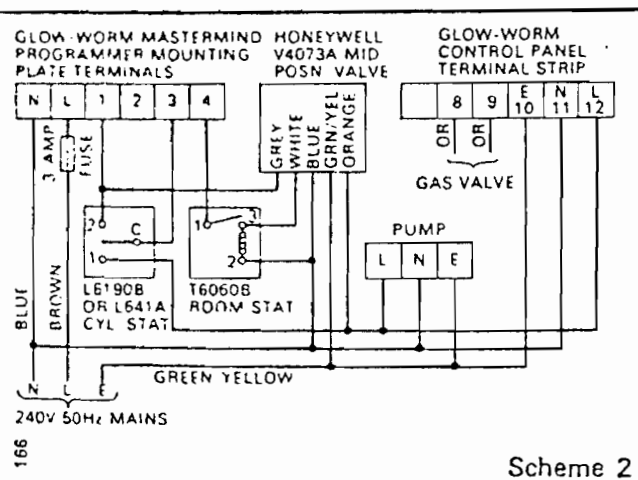 GLOW-WORM MASTERMIND
PROGRAMMER MOUNTING
PLATE TERMINALS
HONEYWELL
V4073A MID
POSN VALVE
GLOW-WORM
CONTROL PANEL
TERMINAL STRIP
N L 1 2 3 4
8 9 E 10 N 11 L 12
3 AMP
FUSE
GREY
WHITE
BLUE
GRN/YEL
ORANGE
OR
OR
GAS VALVE
2
C
1
1
3
2
PUMP
L N E
L6190B
OR L641A
CYL STAT
T6060B
ROOM STAT
BLUE
BROWN
N L E
GREEN YELLOW
240V 50Hz MAINS
166
Scheme 2